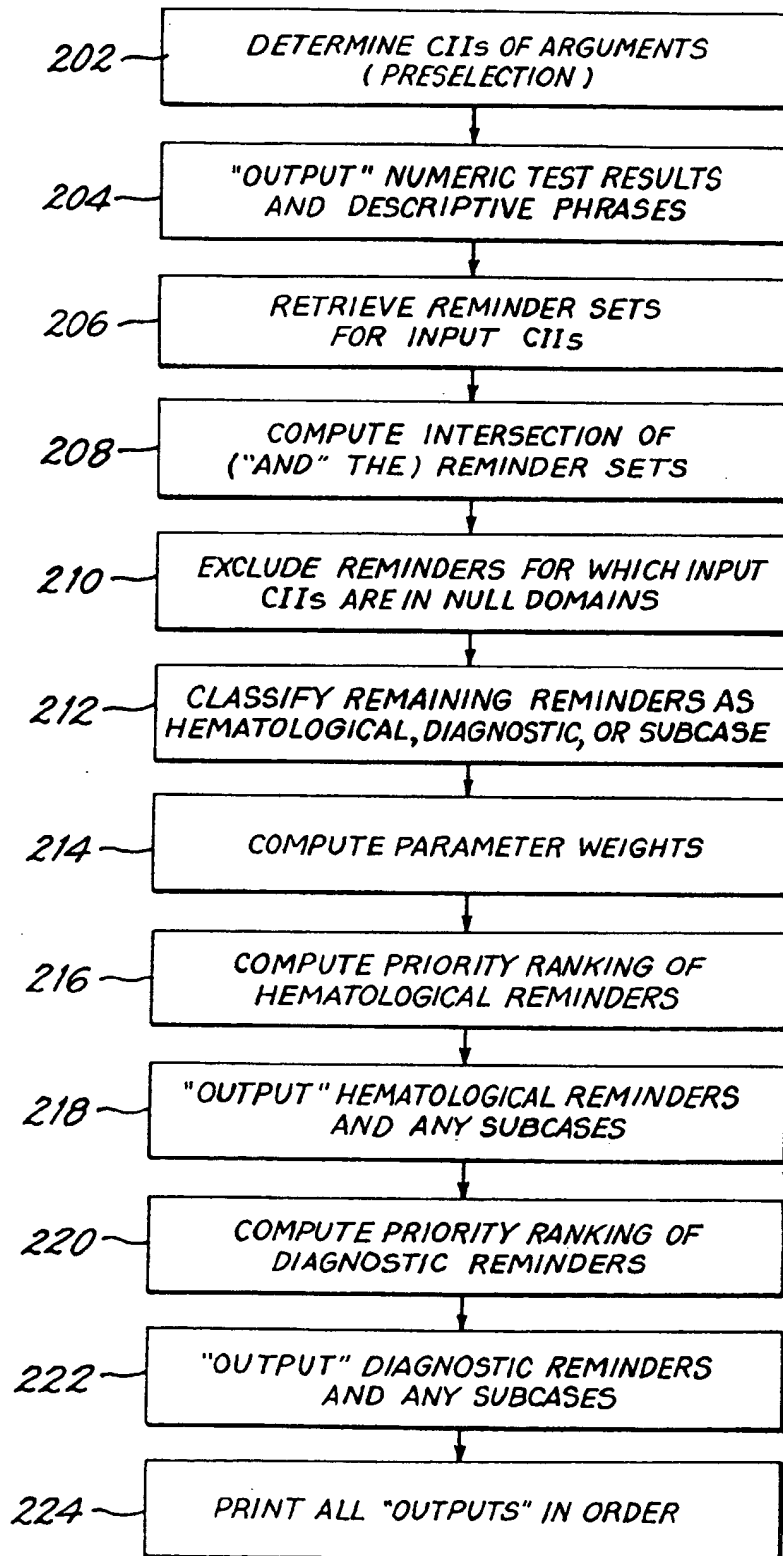 202
DETERMINE CIIs OF ARGUMENTS
(PRESELECTION)
204
"OUTPUT" NUMERIC TEST RESULTS
AND DESCRIPTIVE PHRASES
206
RETRIEVE REMINDER SETS
FOR INPUT CIIs
208
COMPUTE INTERSECTION OF
("AND" THE) REMINDER SETS
210
EXCLUDE REMINDERS FOR WHICH INPUT
CIIs ARE IN NULL DOMAINS
212
CLASSIFY REMAINING REMINDERS AS
HEMATOLOGICAL, DIAGNOSTIC, OR SUBCASE
214
COMPUTE PARAMETER WEIGHTS
216
COMPUTE PRIORITY RANKING OF
HEMATOLOGICAL REMINDERS
218
"OUTPUT" HEMATOLOGICAL REMINDERS
AND ANY SUBCASES
220
COMPUTE PRIORITY RANKING OF
DIAGNOSTIC REMINDERS
222
"OUTPUT" DIAGNOSTIC REMINDERS
AND ANY SUBCASES
224
PRINT ALL "OUTPUTS" IN ORDER